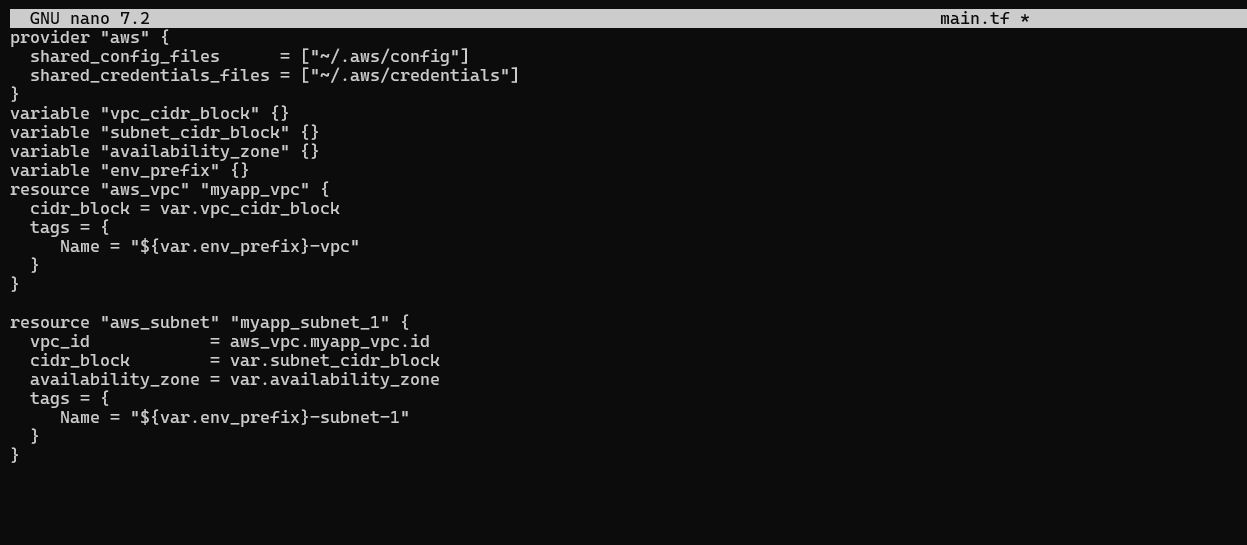 GNU nano 7.2 main.tf *
provider "aws" {
  shared_config_files      = ["~/.aws/config"]
  shared_credentials_files = ["~/.aws/credentials"]
}
variable "vpc_cidr_block" {}
variable "subnet_cidr_block" {}
variable "availability_zone" {}
variable "env_prefix" {}
resource "aws_vpc" "myapp_vpc" {
  cidr_block = var.vpc_cidr_block
  tags = {
     Name = "${var.env_prefix}-vpc"
  }
}

resource "aws_subnet" "myapp_subnet_1" {
  vpc_id            = aws_vpc.myapp_vpc.id
  cidr_block        = var.subnet_cidr_block
  availability_zone = var.availability_zone
  tags = {
     Name = "${var.env_prefix}-subnet-1"
  }
}